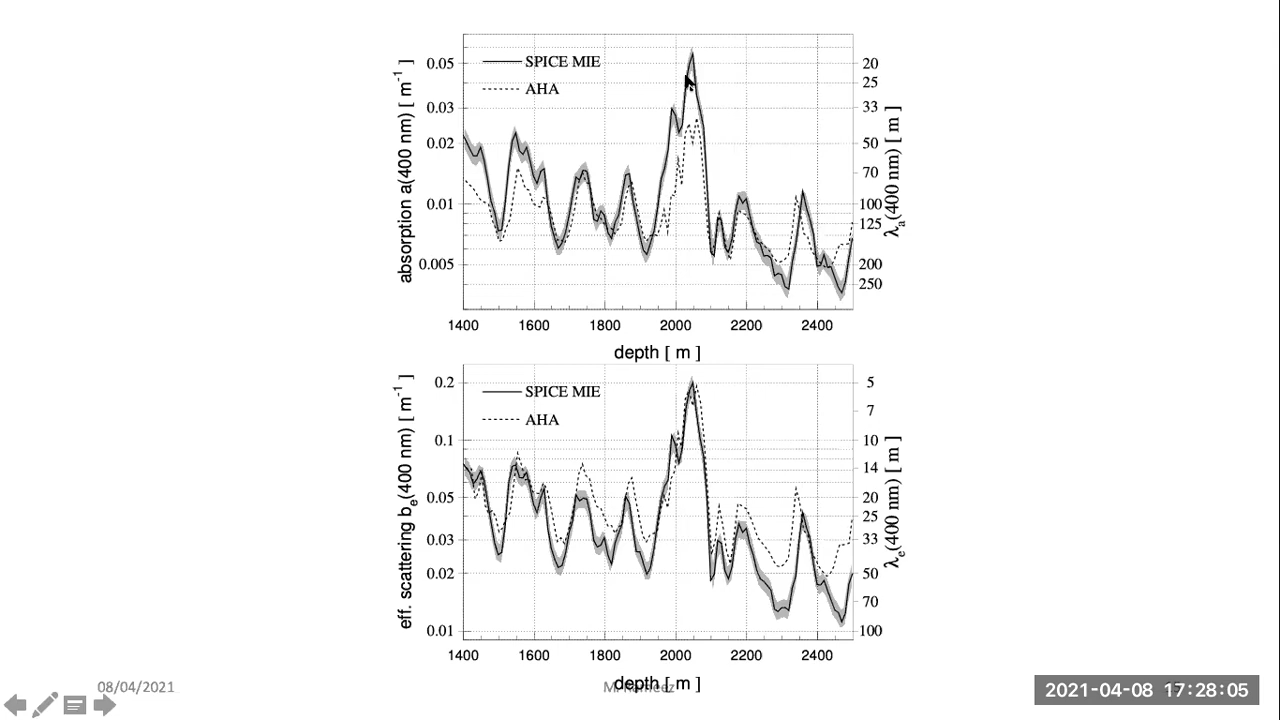 SPICE MIE
AHA
absorption a(400 nm) [ m-1 ]
0.05
0.03
0.02
0.01
0.005
20
25
33
50
70
100
125
200
250
λa(400 nm) [ m ]
1400 1600 1800 2000 2200 2400
depth [ m ]
SPICE MIE
AHA
eff. scattering be(400 nm) [ m-1 ]
0.2
0.1
0.05
0.03
0.02
0.01
5
7
10
14
20
25
33
50
70
100
λe(400 nm) [ m ]
1400 1600 1800 2000 2200 2400
depth [ m ]
08/04/2021
2021-04-08 17:28:05